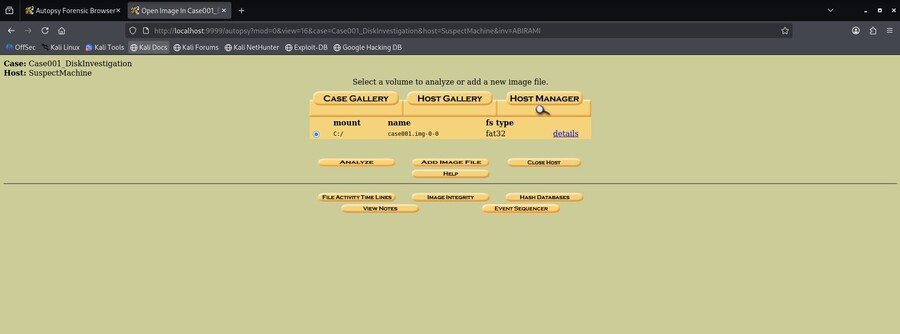 Autopsy Forensic Browser
Open Image In Case001_
http://localhost:9999/autopsy?mod=0&view=16&case=Case001_DiskInvestigation&host=SuspectMachine&inv=ABIRAMI
OffSec Kali Linux Kali Tools Kali Docs Kali Forums Kali NetHunter Exploit-DB Google Hacking DB
Case: Case001_DiskInvestigation
Host: SuspectMachine
Select a volume to analyze or add a new image file.
CASE GALLERY HOST GALLERY HOST MANAGER
mount name fs type
C:/ case001.img-0-0 fat32 details
ANALYZE ADD IMAGE FILE CLOSE HOST
HELP
FILE ACTIVITY TIME LINES IMAGE INTEGRITY HASH DATABASES
VIEW NOTES EVENT SEQUENCER